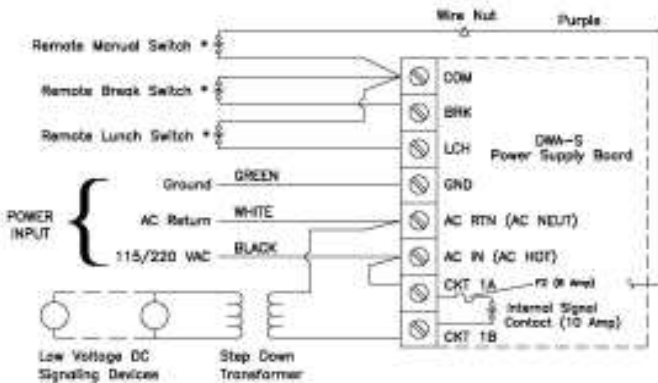 Wire Nut
Purple
Remote Manual Switch *
COM
Remote Break Switch *
BRK
DWA-S
Power Supply Board
Remote Lunch Switch *
LCH
Ground
GREEN
GND
POWER
INPUT
AC Return
WHITE
AC RTN (AC NEUT)
115/220 VAC
BLACK
AC IN (AC HOT)
CKT 1A
Internal Signal
Contact (10 Amp)
CKT 1B
Low Voltage DC
Signaling Devices
Step Down
Transformer